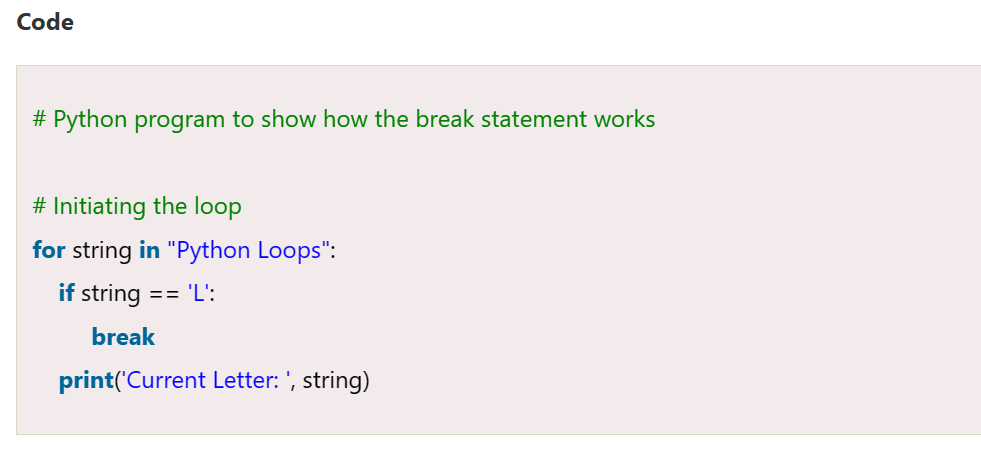 Code
# Python program to show how the break statement works
# Initiating the loop
for string in "Python Loops":
if string == 'L':
break
print('Current Letter: ', string)